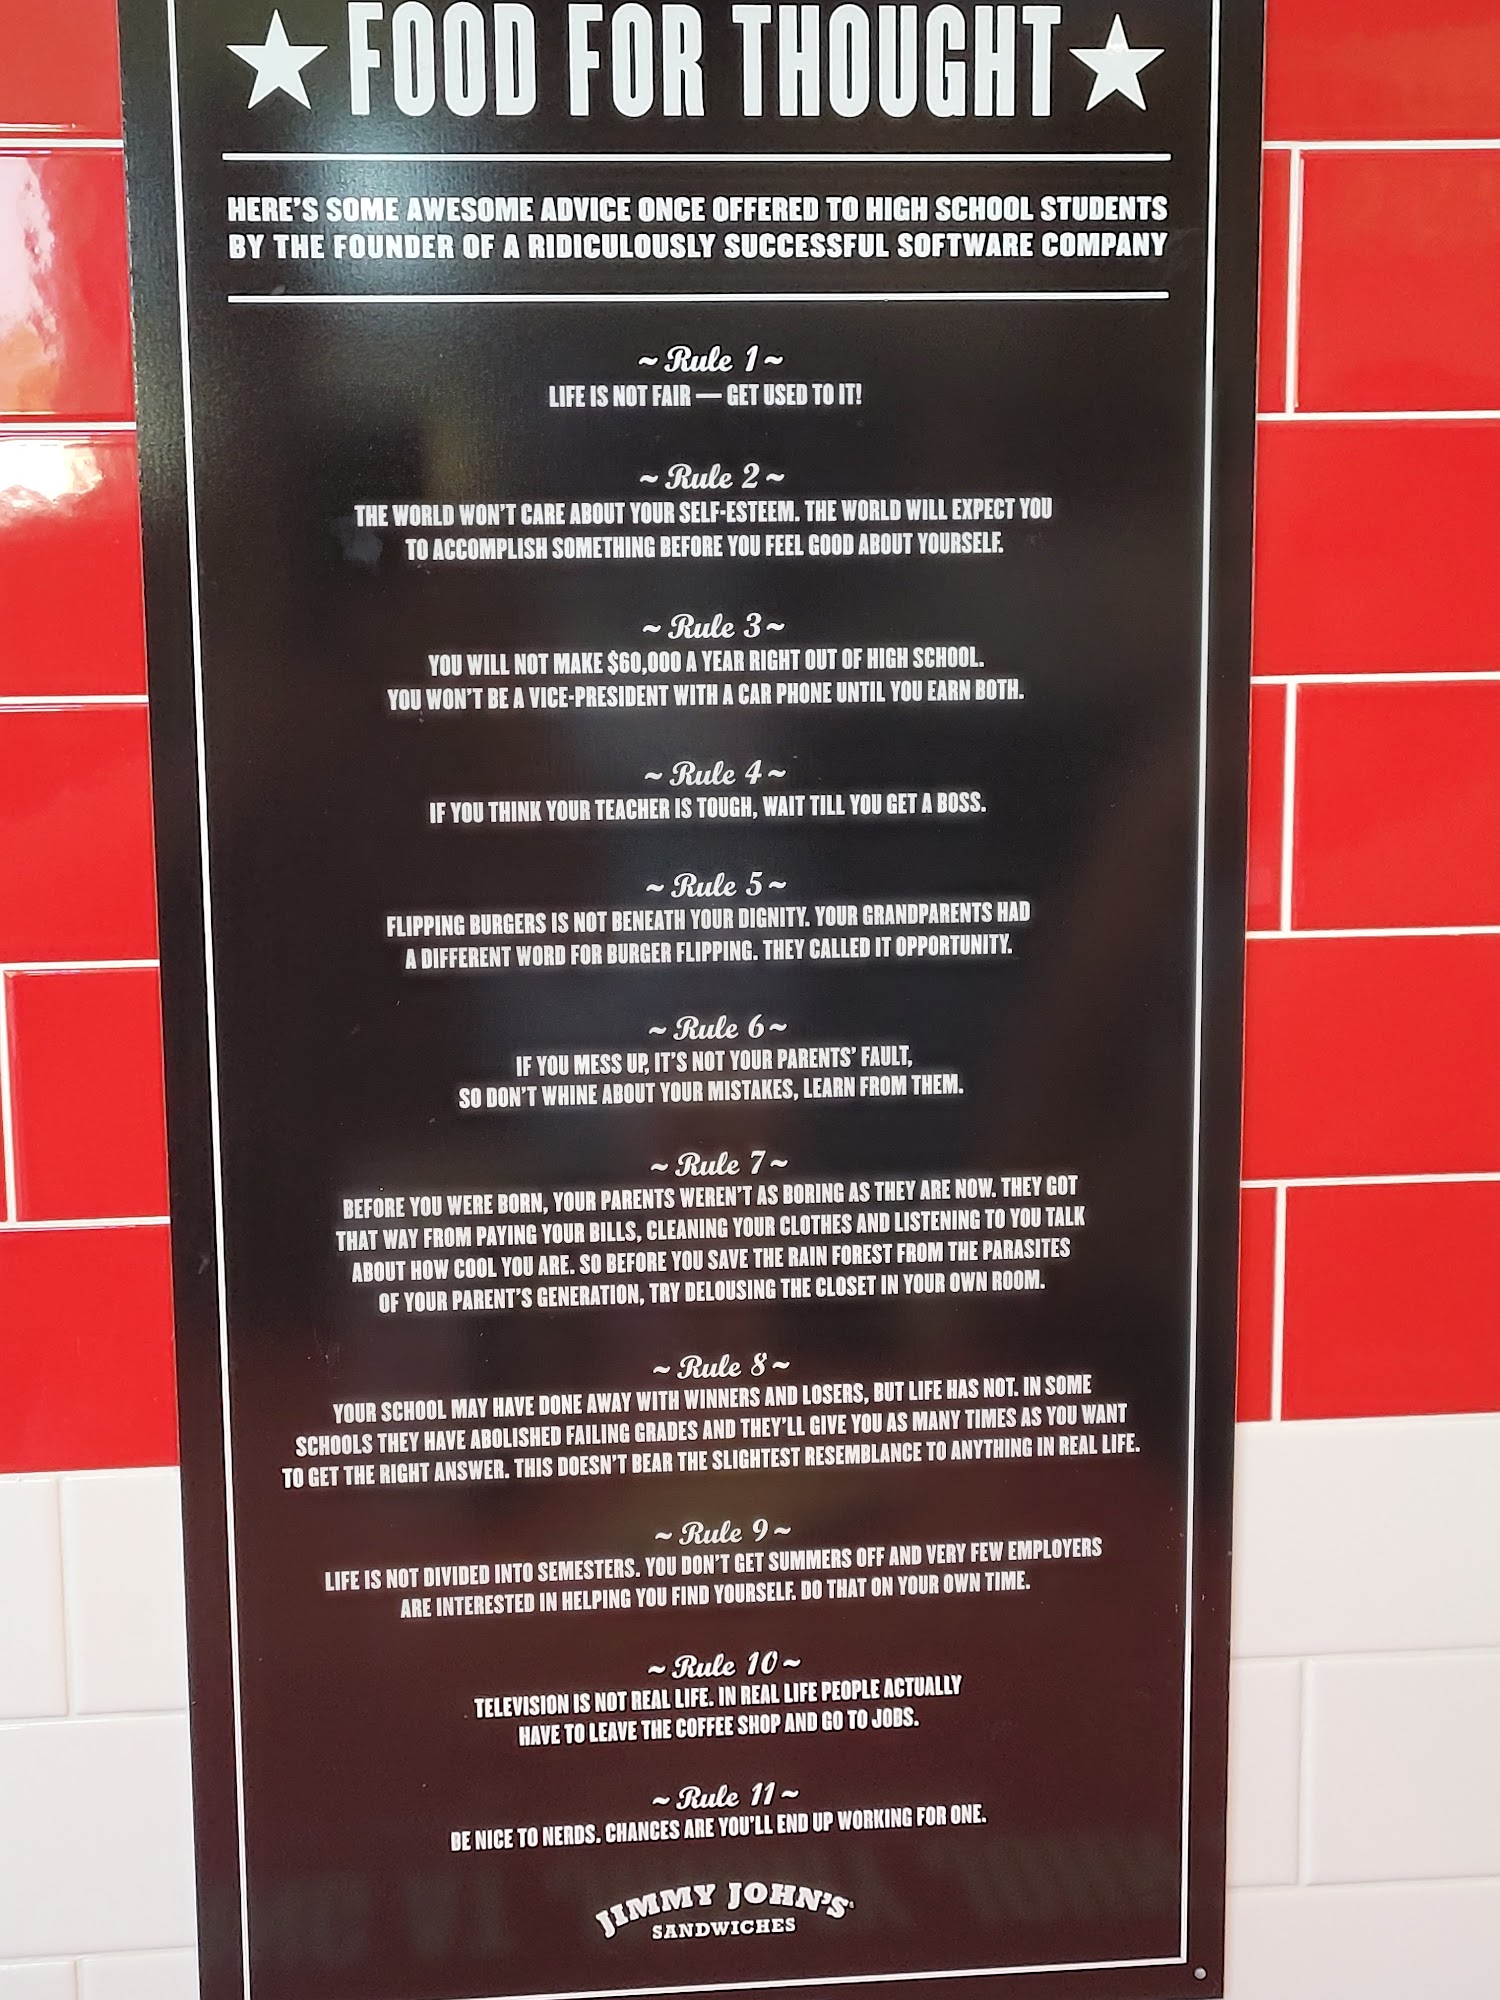 ★ FOOD FOR THOUGHT ★
HERE'S SOME AWESOME ADVICE ONCE OFFERED TO HIGH SCHOOL STUDENTS
BY THE FOUNDER OF A RIDICULOUSLY SUCCESSFUL SOFTWARE COMPANY
~ Rule 1 ~
LIFE IS NOT FAIR — GET USED TO IT!
~ Rule 2 ~
THE WORLD WON'T CARE ABOUT YOUR SELF-ESTEEM. THE WORLD WILL EXPECT YOU
TO ACCOMPLISH SOMETHING BEFORE YOU FEEL GOOD ABOUT YOURSELF.
~ Rule 3 ~
YOU WILL NOT MAKE $60,000 A YEAR RIGHT OUT OF HIGH SCHOOL.
YOU WON'T BE A VICE-PRESIDENT WITH A CAR PHONE UNTIL YOU EARN BOTH.
~ Rule 4 ~
IF YOU THINK YOUR TEACHER IS TOUGH, WAIT TILL YOU GET A BOSS.
~ Rule 5 ~
FLIPPING BURGERS IS NOT BENEATH YOUR DIGNITY. YOUR GRANDPARENTS HAD
A DIFFERENT WORD FOR BURGER FLIPPING. THEY CALLED IT OPPORTUNITY.
~ Rule 6 ~
IF YOU MESS UP, IT'S NOT YOUR PARENTS' FAULT,
SO DON'T WHINE ABOUT YOUR MISTAKES, LEARN FROM THEM.
~ Rule 7 ~
BEFORE YOU WERE BORN, YOUR PARENTS WEREN'T AS BORING AS THEY ARE NOW. THEY GOT
THAT WAY FROM PAYING YOUR BILLS, CLEANING YOUR CLOTHES AND LISTENING TO YOU TALK
ABOUT HOW COOL YOU ARE. SO BEFORE YOU SAVE THE RAIN FOREST FROM THE PARASITES
OF YOUR PARENT'S GENERATION, TRY DELOUSING THE CLOSET IN YOUR OWN ROOM.
~ Rule 8 ~
YOUR SCHOOL MAY HAVE DONE AWAY WITH WINNERS AND LOSERS, BUT LIFE HAS NOT. IN SOME
SCHOOLS THEY HAVE ABOLISHED FAILING GRADES AND THEY'LL GIVE YOU AS MANY TIMES AS YOU WANT
TO GET THE RIGHT ANSWER. THIS DOESN'T BEAR THE SLIGHTEST RESEMBLANCE TO ANYTHING IN REAL LIFE.
~ Rule 9 ~
LIFE IS NOT DIVIDED INTO SEMESTERS. YOU DON'T GET SUMMERS OFF AND VERY FEW EMPLOYERS
ARE INTERESTED IN HELPING YOU FIND YOURSELF. DO THAT ON YOUR OWN TIME.
~ Rule 10 ~
TELEVISION IS NOT REAL LIFE. IN REAL LIFE PEOPLE ACTUALLY
HAVE TO LEAVE THE COFFEE SHOP AND GO TO JOBS.
~ Rule 11 ~
BE NICE TO NERDS. CHANCES ARE YOU'LL END UP WORKING FOR ONE.
JIMMY JOHN'S®
SANDWICHES